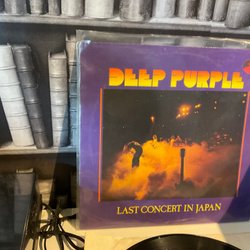 DEEP PURPLE
LAST CONCERT IN JAPAN